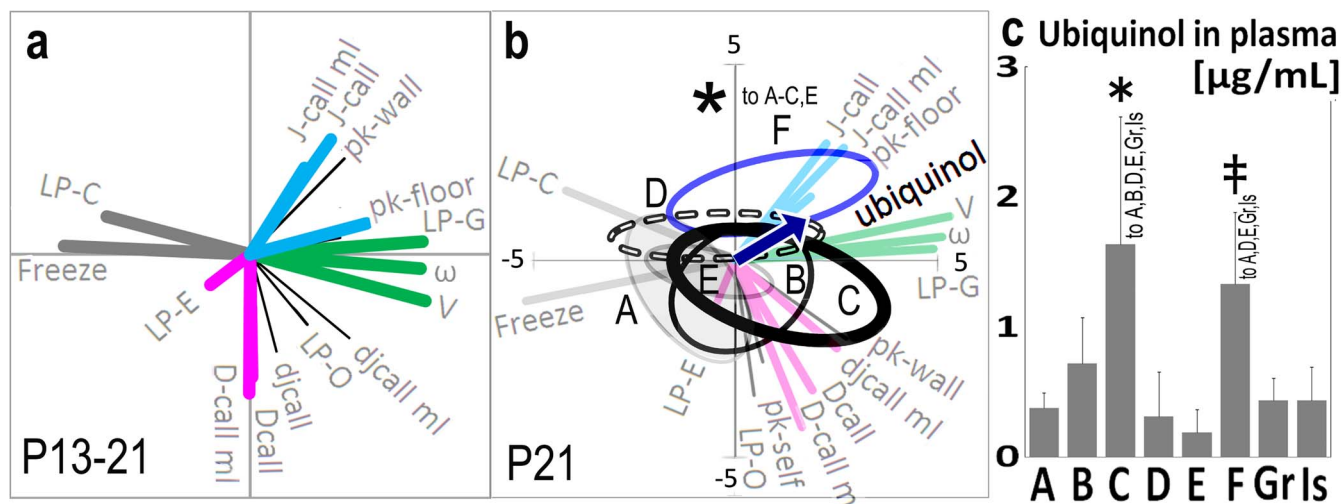 a
J-call ml
J-call
pk-wall
LP-C
pk-floor
LP-G
Freeze
ω
V
LP-E
D-call ml
Dcall
djcall
LP-O
djcall ml
P13-21
b
5
*
to A-C,E
F
J-call
J-call ml
pk-floor
LP-C
D
ubiquinol
V
ω
-5
5
LP-G
E
B
C
A
Freeze
LP-E
pk-wall
djcall ml
Dcall
D-call m
pk-self
LP-O
P21
-5
c Ubiquinol in plasma
[µg/mL]
3
*
to A,B,D,E,Gr,Is
‡
to A,D,E,Gr,Is
2
1
0
A B C D E F Gr Is